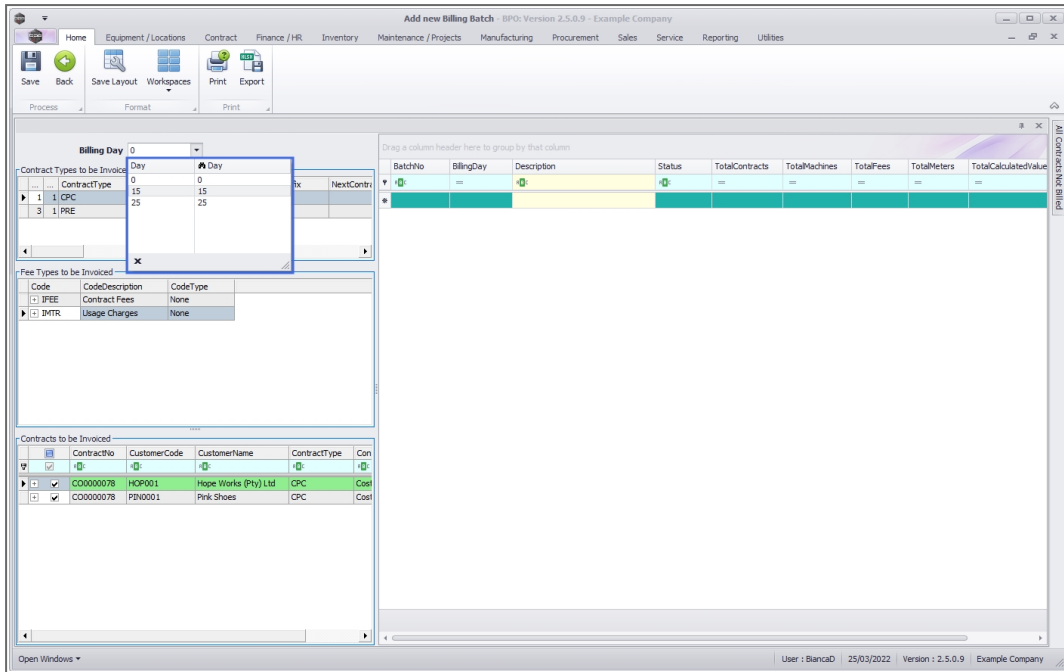 Add new Billing Batch - BPO: Version 2.5.0.9 - Example Company
Home Equipment / Locations Contract Finance / HR Inventory Maintenance / Projects Manufacturing Procurement Sales Service Reporting Utilities
Save Back Save Layout Workspaces Print Export
Process Format Print
All Contracts Not Billed
Billing Day 0
Drag a column header here to group by that column
Day Day
0 0
15 15
25 25
Contract Types to be Invoice
... ... ContractType fix NextContra
1 1 CPC
3 1 PRE
BatchNo BillingDay Description Status TotalContracts TotalMachines TotalFees TotalMeters TotalCalculatedValue
Fee Types to be Invoiced
Code CodeDescription CodeType
IFEE Contract Fees None
IMTR Usage Charges None
Contracts to be Invoiced
ContractNo CustomerCode CustomerName ContractType Con
CO0000078 HOP001 Hope Works (Pty) Ltd CPC Cost
CO0000078 PIN0001 Pink Shoes CPC Cost
Open Windows User : BiancaD 25/03/2022 Version : 2.5.0.9 Example Company